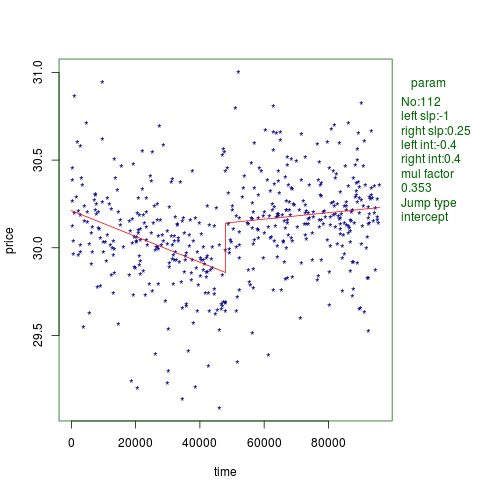 param
No:112
left slp:-1
right slp:0.25
left int:-0.4
right int:0.4
mul factor
0.353
Jump type
intercept
price
31.0
30.5
30.0
29.5
0 20000 40000 60000 80000
time